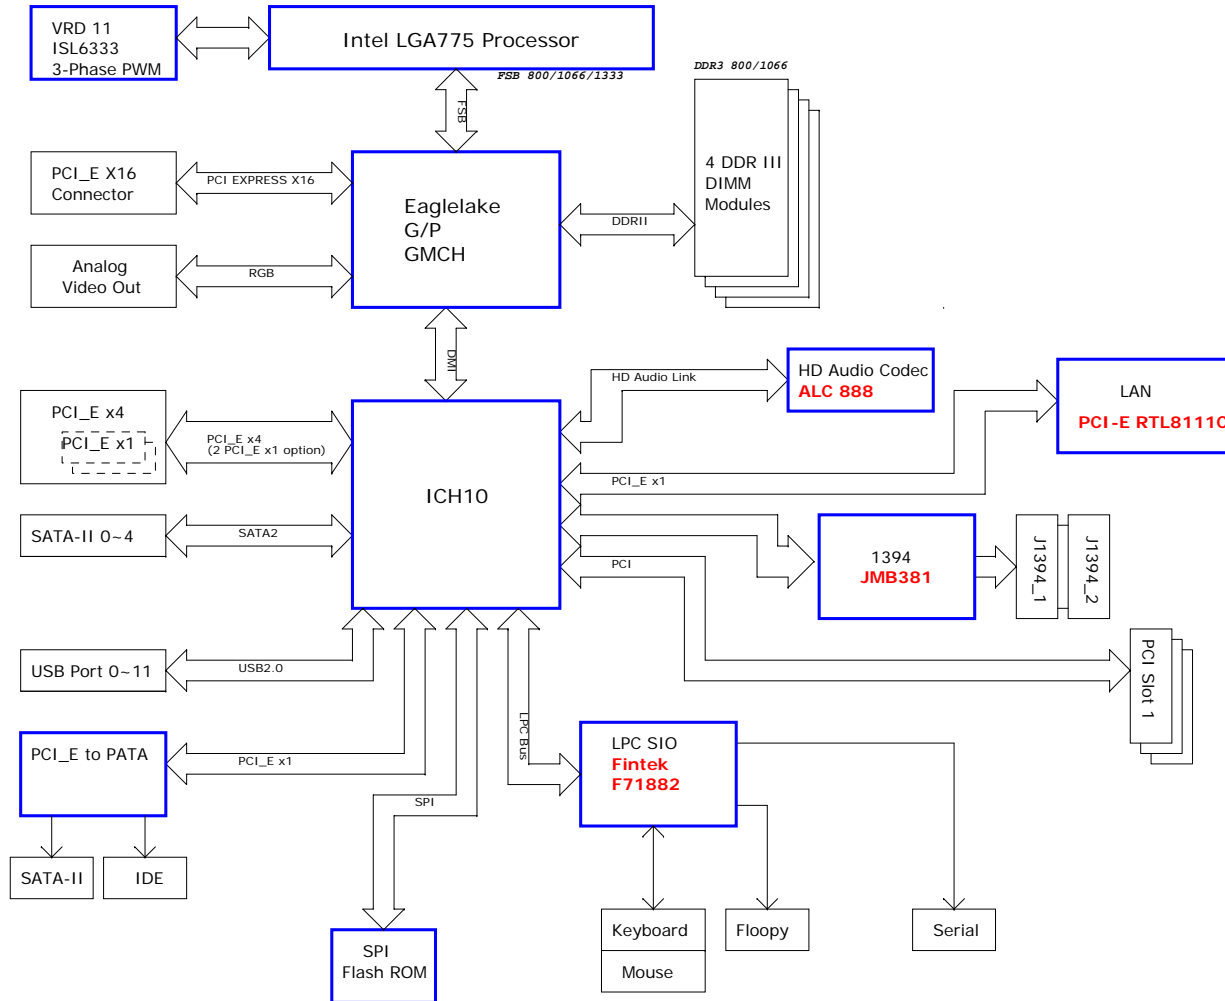 VRD 11
ISL6333
3-Phase PWM
Intel LGA775 Processor
FSB 800/1066/1333
FSB
DDR3 800/1066
4 DDR III
DIMM
Modules
PCI_E X16
Connector
PCI EXPRESS X16
Eaglelake
G/P
GMCH
DDRII
Analog
Video Out
RGB
DMI
HD Audio Link
HD Audio Codec
ALC 888
LAN
PCI-E RTL8111C
PCI_E x4
PCI_E x1
PCI_E x4
(2 PCI_E x1 option)
ICH10
PCI_E x1
SATA-II 0~4
SATA2
PCI
1394
JMB381
J1394_1
J1394_2
USB Port 0~11
USB2.0
PCI Slot 1
LPC Bus
PCI_E to PATA
PCI_E x1
LPC SIO
Fintek
F71882
SPI
SATA-II
IDE
Keyboard
Mouse
Floopy
Serial
SPI
Flash ROM